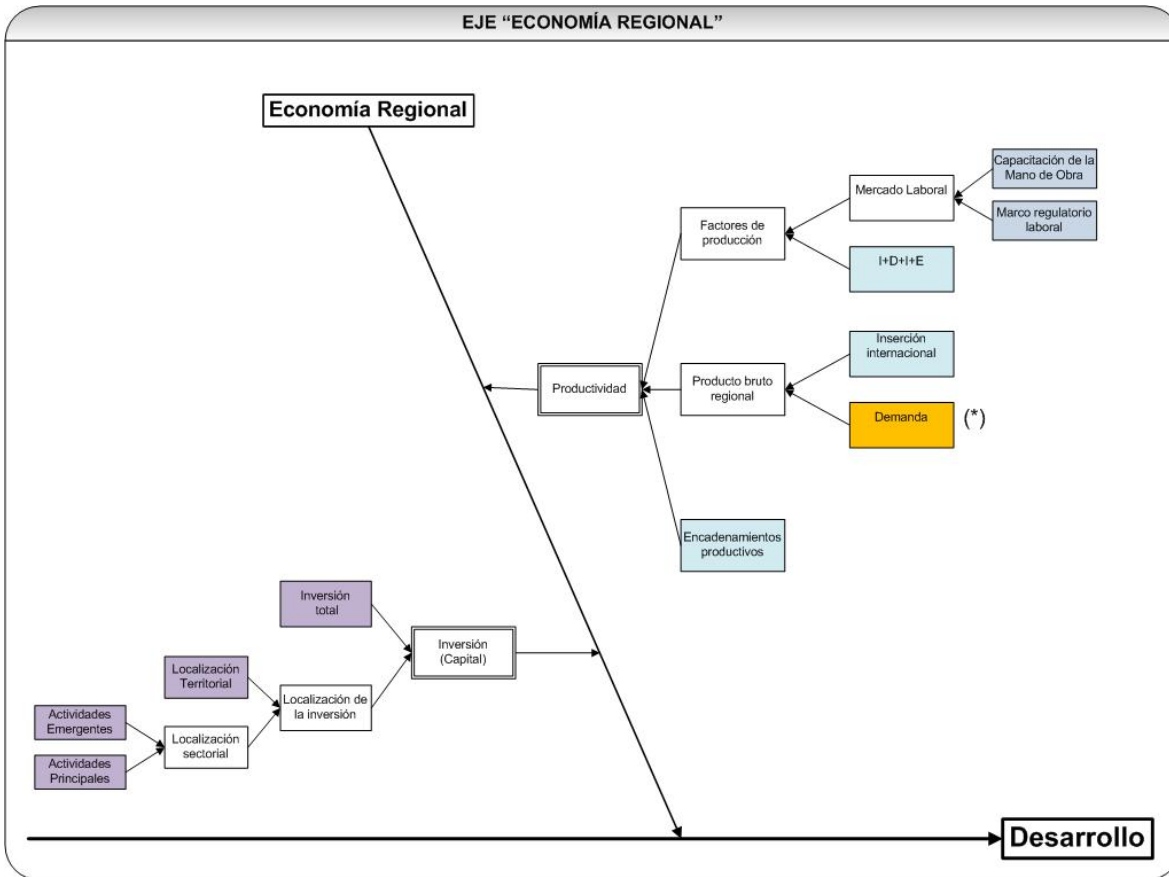 EJE “ECONOMÍA REGIONAL”
Economía Regional
Capacitación de la
Mano de Obra
Mercado Laboral
Marco regulatorio
laboral
Factores de
producción
I+D+I+E
Inserción
internacional
Productividad
Producto bruto
regional
Demanda
(*)
Encadenamientos
productivos
Inversión
total
Inversión
(Capital)
Localización
Territorial
Localización de
la inversión
Actividades
Emergentes
Localización
sectorial
Actividades
Principales
Desarrollo